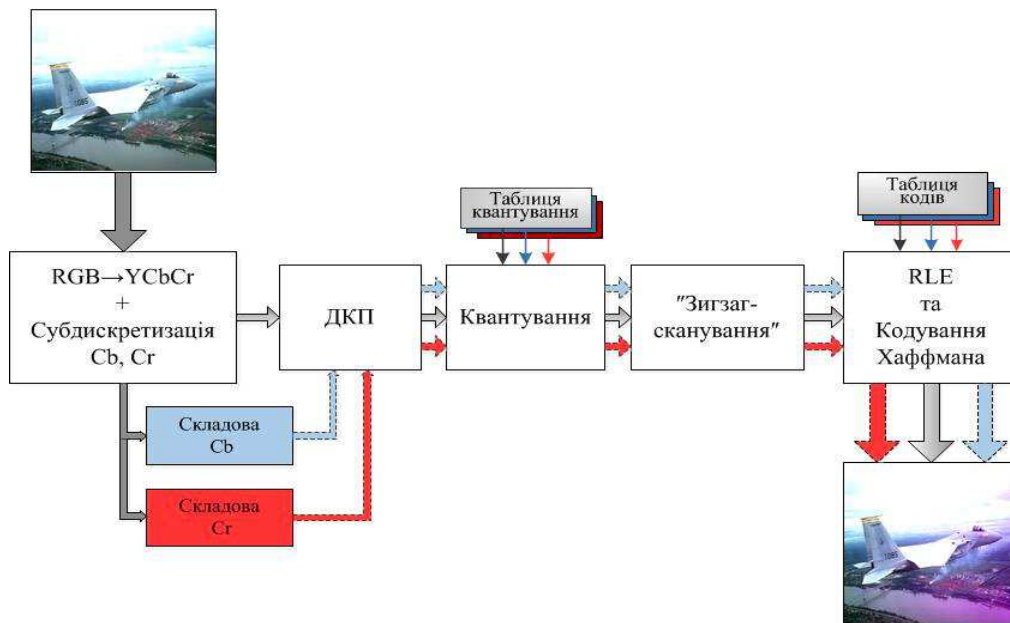 Таблиця
квантування
Таблиця
кодів
RGB→YCbCr
+
Субдискретизація
Cb, Cr
ДКП
Квантування
"Зигзаг-
сканування"
RLE
та
Кодування
Хаффмана
Складова
Cb
Складова
Cr